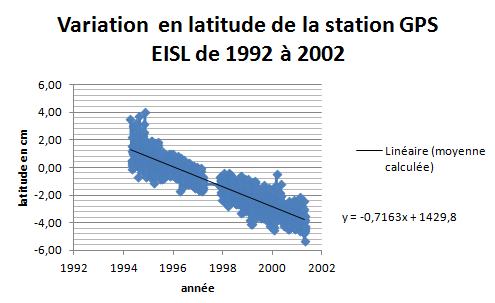 Variation en latitude de la station GPS
EISL de 1992 à 2002
6,00
4,00
2,00
0,00
-2,00
-4,00
-6,00
latitude en cm
1992 1994 1996 1998 2000 2002
année
Linéaire (moyenne
calculée)
y = -0,7163x + 1429,8